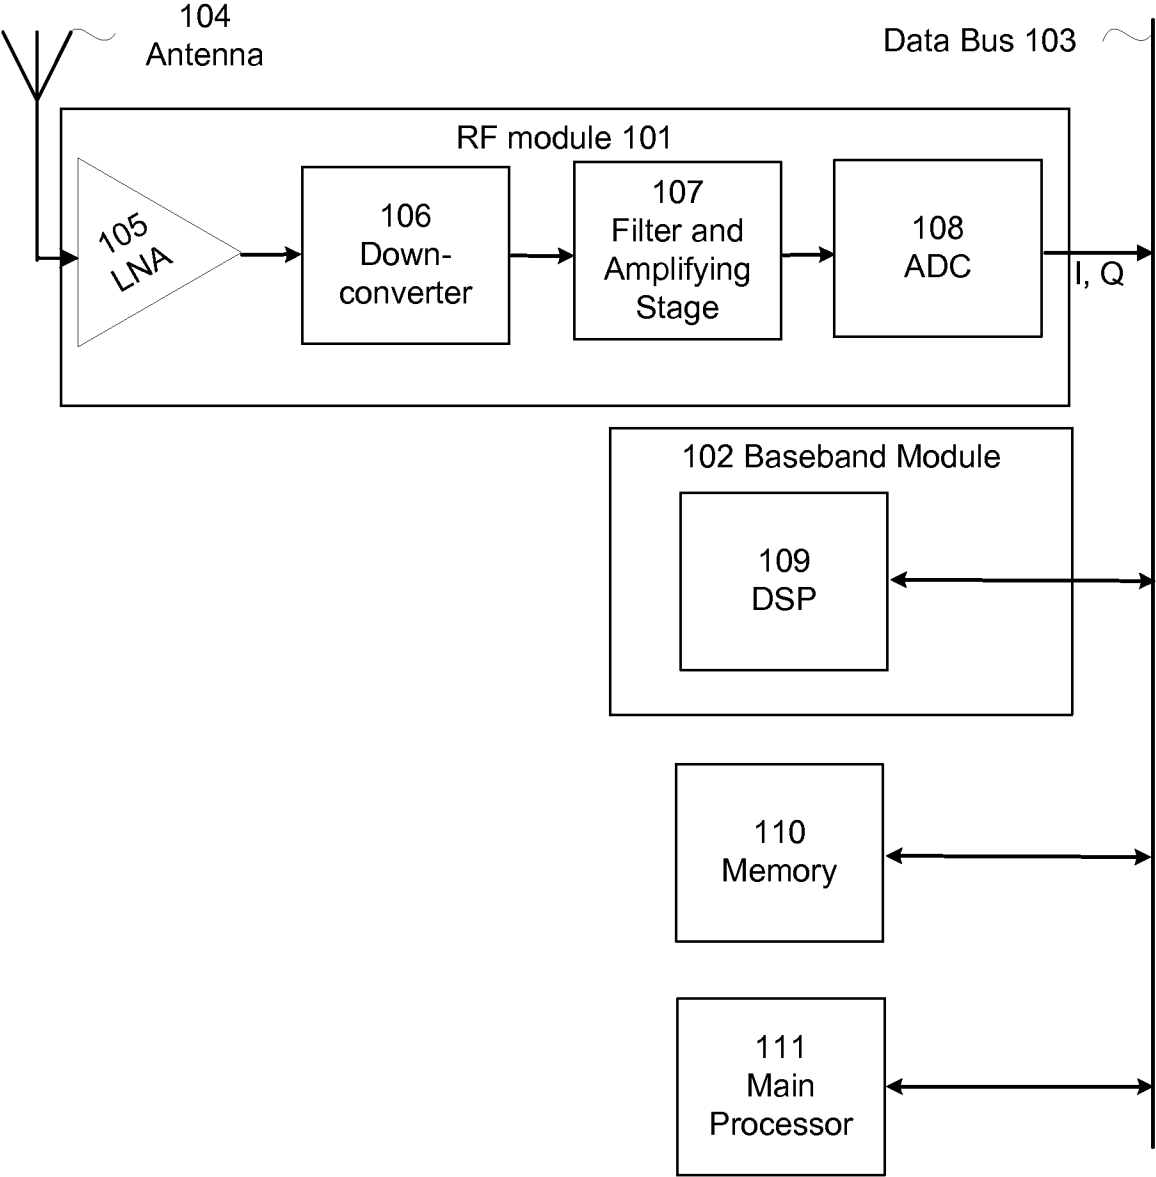 104
Antenna
Data Bus 103
RF module 101
105
LNA
106
Down-
converter
107
Filter and
Amplifying
Stage
108
ADC
I, Q
102 Baseband Module
109
DSP
110
Memory
111
Main
Processor